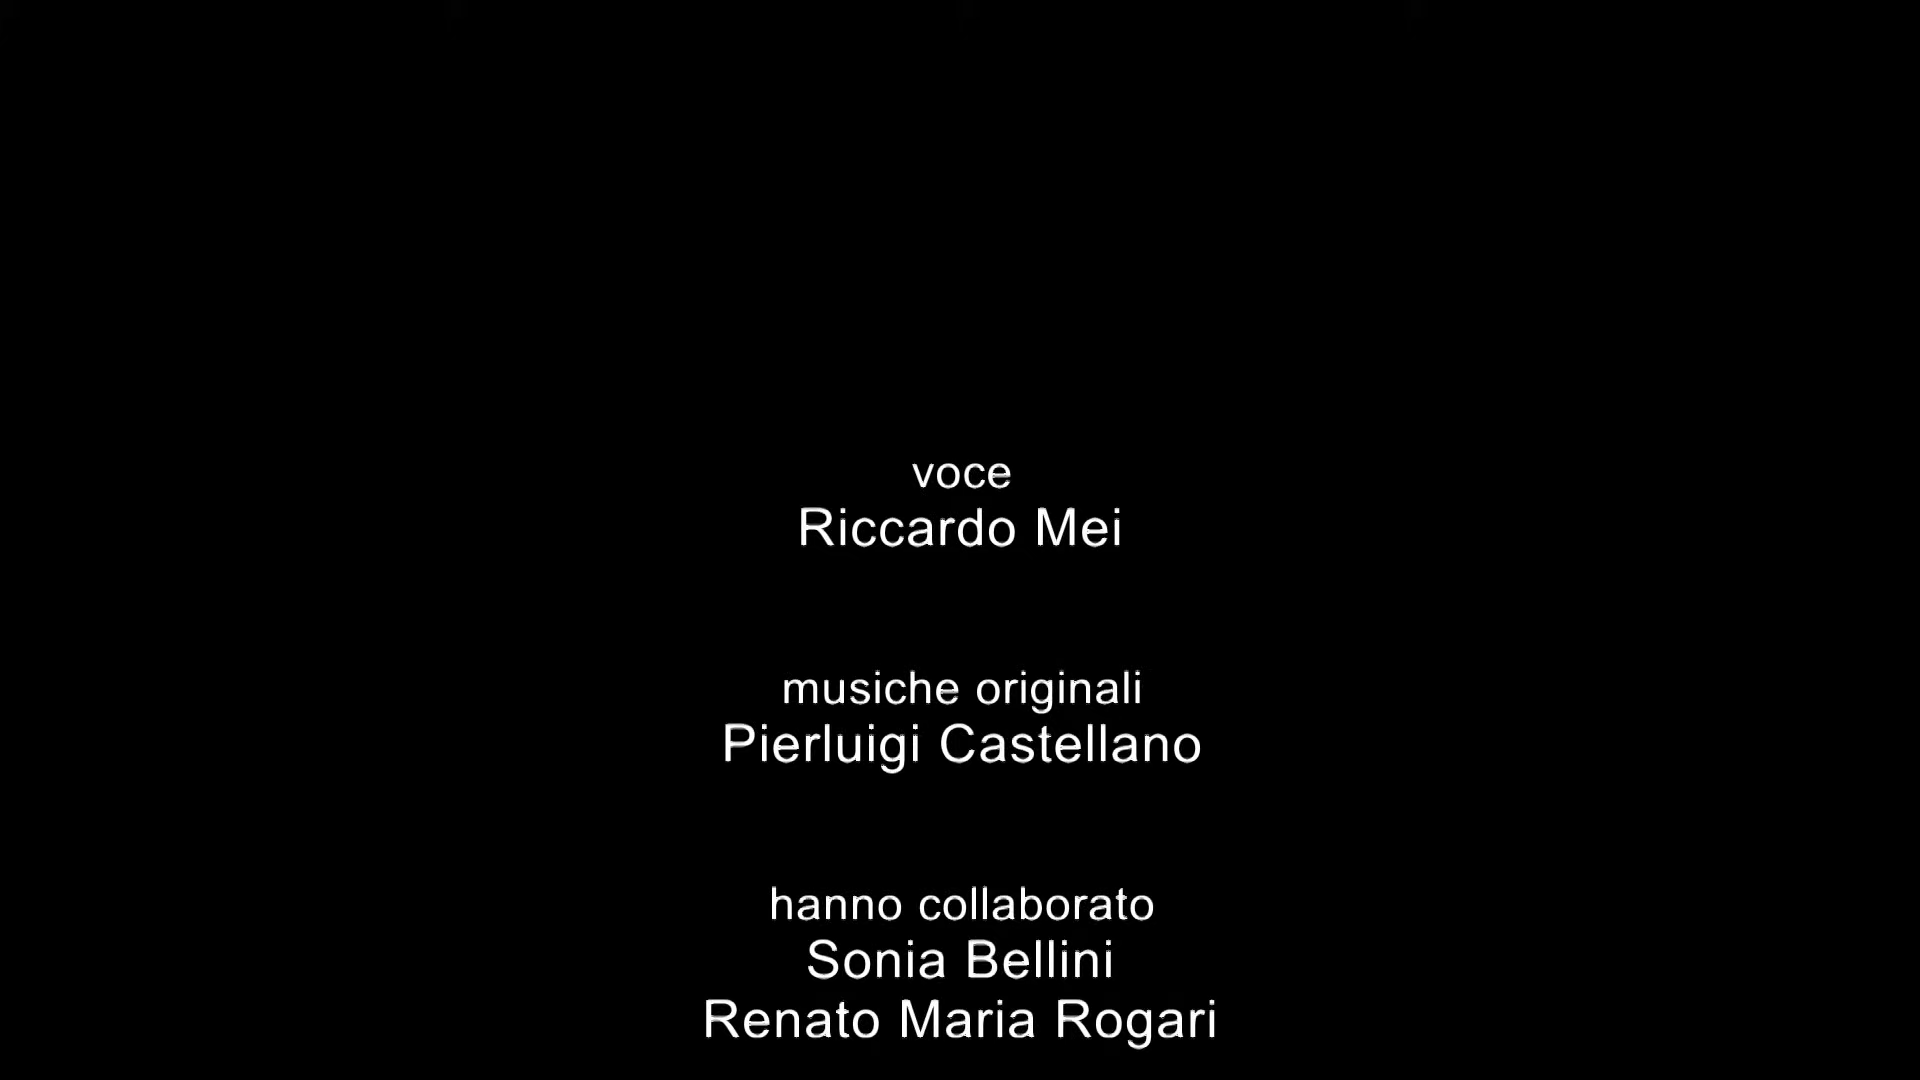 voce
Riccardo Mei
musiche originali
Pierluigi Castellano
hanno collaborato
Sonia Bellini
Renato Maria Rogari